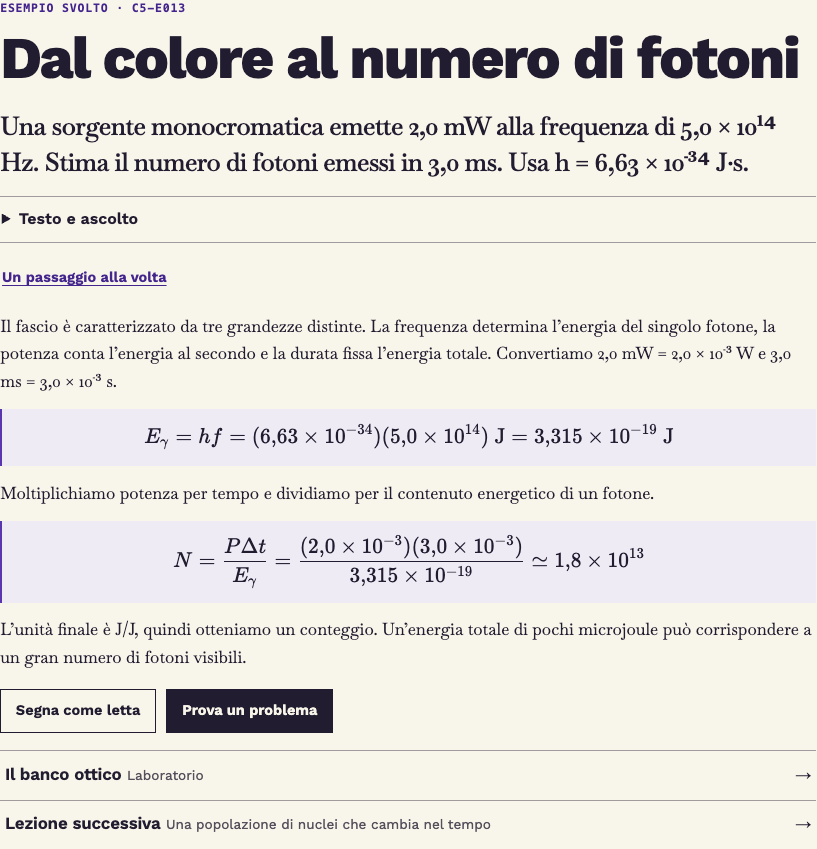 ESEMPIO SVOLTO · C5-E013
Dal colore al numero di fotoni
Una sorgente monocromatica emette 2,0 mW alla frequenza di 5,0 × 10¹⁴
Hz. Stima il numero di fotoni emessi in 3,0 ms. Usa h = 6,63 × 10⁻³⁴ J·s.
▶ Testo e ascolto
Un passaggio alla volta
Il fascio è caratterizzato da tre grandezze distinte. La frequenza determina l’energia del singolo fotone, la
potenza conta l’energia al secondo e la durata fissa l’energia totale. Convertiamo 2,0 mW = 2,0 × 10⁻³ W e 3,0
ms = 3,0 × 10⁻³ s.
E_γ = hf = (6,63 × 10⁻³⁴)(5,0 × 10¹⁴) J = 3,315 × 10⁻¹⁹ J
Moltiplichiamo potenza per tempo e dividiamo per il contenuto energetico di un fotone.
N = PΔt / E_γ = (2,0 × 10⁻³)(3,0 × 10⁻³) / 3,315 × 10⁻¹⁹ ≃ 1,8 × 10¹³
L’unità finale è J/J, quindi otteniamo un conteggio. Un’energia totale di pochi microjoule può corrispondere a
un gran numero di fotoni visibili.
Segna come letta Prova un problema
Il banco ottico Laboratorio →
Lezione successiva Una popolazione di nuclei che cambia nel tempo →